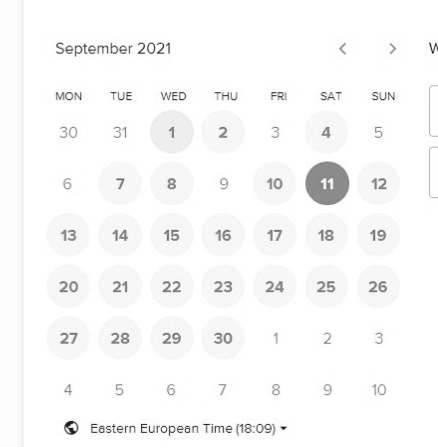 September 2021
W
MON TUE WED THU FRI SAT SUN
30 31 1 2 3 4 5
6 7 8 9 10 11 12
13 14 15 16 17 18 19
20 21 22 23 24 25 26
27 28 29 30 1 2 3
4 5 6 7 8 9 10
Eastern European Time (18:09)